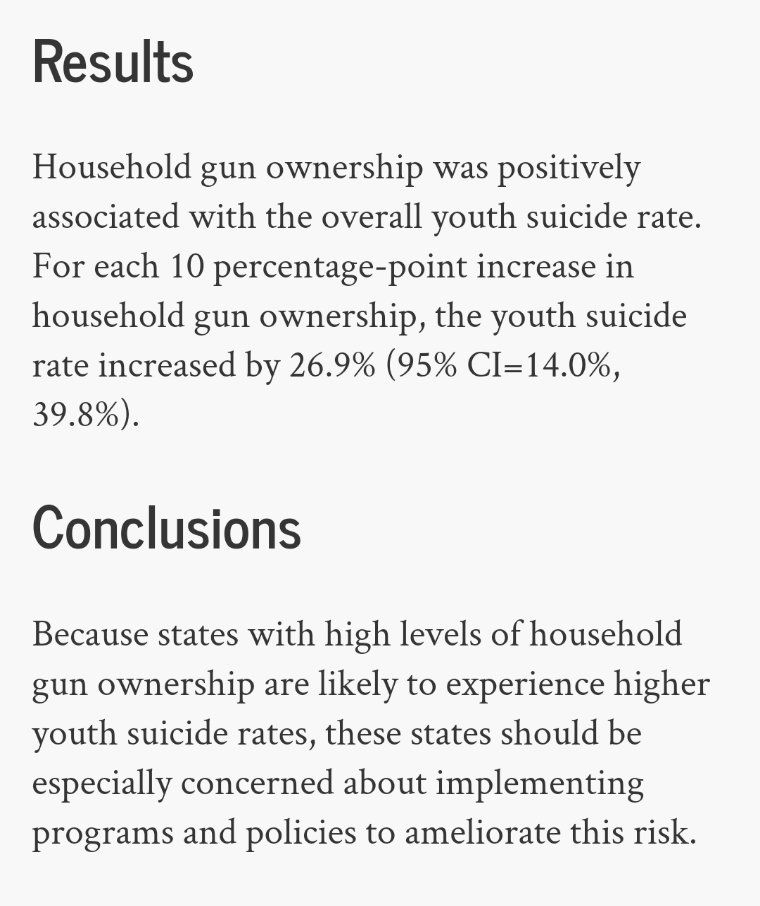 Results
Household gun ownership was positively
associated with the overall youth suicide rate.
For each 10 percentage-point increase in
household gun ownership, the youth suicide
rate increased by 26.9% (95% CI=14.0%,
39.8%).
Conclusions
Because states with high levels of household
gun ownership are likely to experience higher
youth suicide rates, these states should be
especially concerned about implementing
programs and policies to ameliorate this risk.